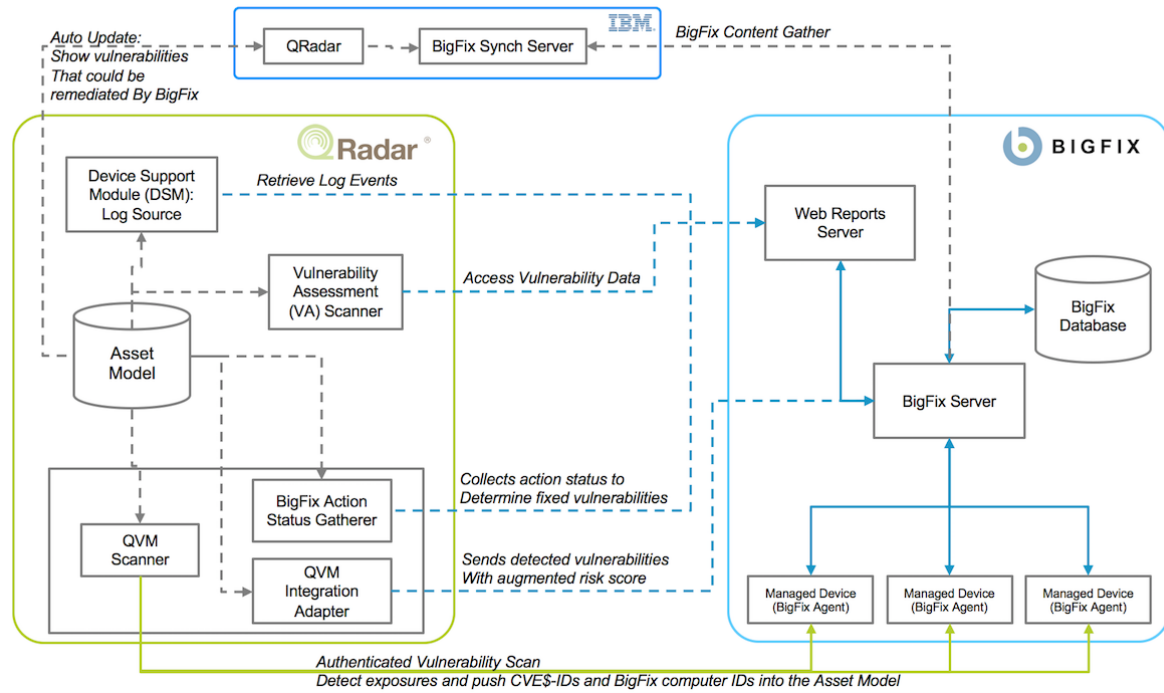 IBM.
Auto Update:
Show vulnerabilities
That could be
remediated By BigFix
QRadar
BigFix Synch Server
BigFix Content Gather
QRadar®
BIGFIX
Device Support
Module (DSM):
Log Source
Retrieve Log Events
Web Reports
Server
Vulnerability
Assessment
(VA) Scanner
Access Vulnerability Data
BigFix
Database
Asset
Model
BigFix Server
Collects action status to
Determine fixed vulnerabilities
BigFix Action
Status Gatherer
QVM
Scanner
Sends detected vulnerabilities
With augmented risk score
QVM
Integration
Adapter
Managed Device
(BigFix Agent)
Managed Device
(BigFix Agent)
Managed Device
(BigFix Agent)
Authenticated Vulnerability Scan
Detect exposures and push CVE$-IDs and BigFix computer IDs into the Asset Model